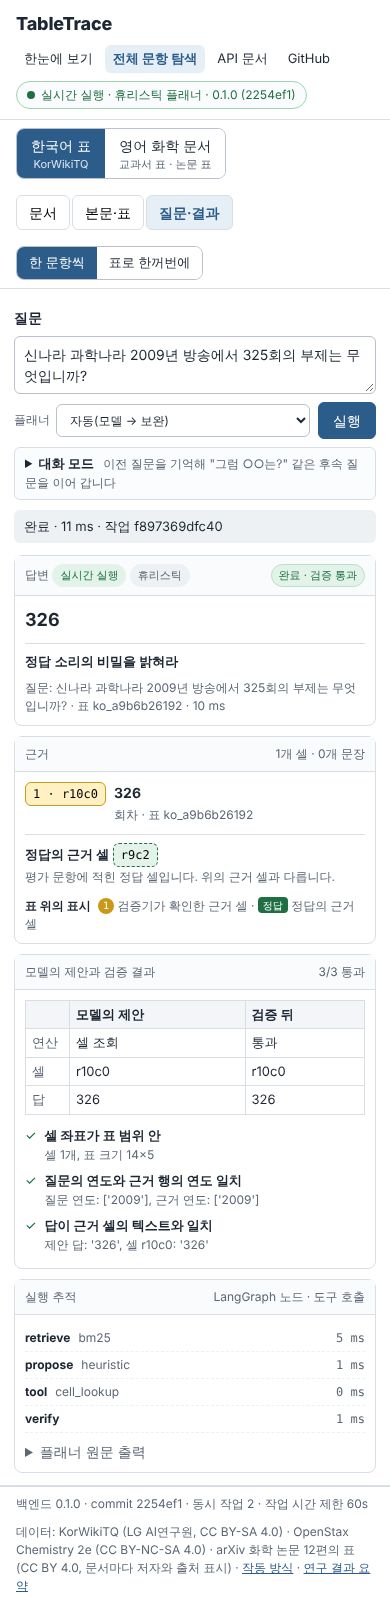 TableTrace
한눈에 보기 전체 문항 탐색 API 문서 GitHub
실시간 실행 · 휴리스틱 플래너 · 0.1.0 (2254ef1)
한국어 표 영어 화학 문서
KorWikiTQ 교과서 표 · 논문 표
문서 본문·표 질문·결과
한 문항씩 표로 한꺼번에
질문
신나라 과학나라 2009년 방송에서 325회의 부제는 무
엇입니까?
플래너 자동(모델 → 보완) 실행
▶ 대화 모드 이전 질문을 기억해 "그럼 ○○는?" 같은 후속 질
문을 이어 갑니다
완료 · 11 ms · 작업 f897369dfc40
답변 실시간 실행 휴리스틱 완료 · 검증 통과
326
정답 소리의 비밀을 밝혀라
질문: 신나라 과학나라 2009년 방송에서 325회의 부제는 무엇
입니까? · 표 ko_a9b6b26192 · 10 ms
근거 1개 셀 · 0개 문장
1 · r10c0 326
회차 · 표 ko_a9b6b26192
정답의 근거 셀 r9c2
평가 문항에 적힌 정답 셀입니다. 위의 근거 셀과 다릅니다.
표 위의 표시 1 검증기가 확인한 근거 셀 · 정답 정답의 근거
셀
모델의 제안과 검증 결과 3/3 통과
모델의 제안 검증 뒤
연산 셀 조회 통과
셀 r10c0 r10c0
답 326 326
✓ 셀 좌표가 표 범위 안
셀 1개, 표 크기 14×5
✓ 질문의 연도와 근거 행의 연도 일치
질문 연도: ['2009'], 근거 연도: ['2009']
✓ 답이 근거 셀의 텍스트와 일치
제안 답: '326', 셀 r10c0: '326'
실행 추적 LangGraph 노드 · 도구 호출
retrieve bm25 5 ms
propose heuristic 1 ms
tool cell_lookup 0 ms
verify 1 ms
▶ 플래너 원문 출력
백엔드 0.1.0 · commit 2254ef1 · 동시 작업 2 · 작업 시간 제한 60s
데이터: KorWikiTQ (LG AI연구원, CC BY-SA 4.0) · OpenStax
Chemistry 2e (CC BY-NC-SA 4.0) · arXiv 화학 논문 12편의 표
(CC BY 4.0, 문서마다 저자와 출처 표시) · 작동 방식 · 연구 결과 요
약